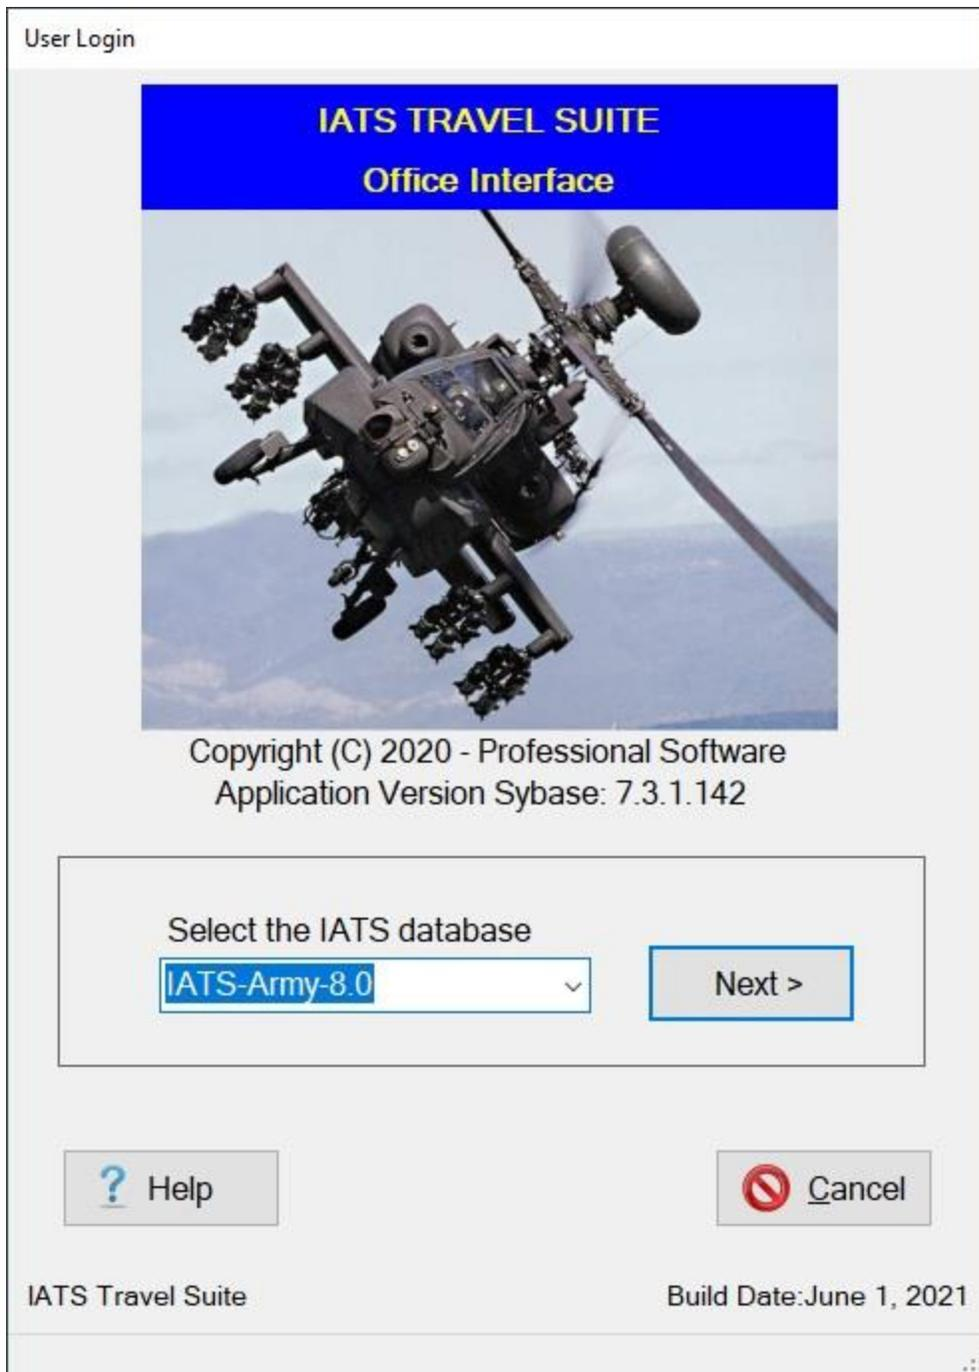 User Login
IATS TRAVEL SUITE
Office Interface
Copyright (C) 2020 - Professional Software
Application Version Sybase: 7.3.1.142
Select the IATS database
IATS-Army-8.0
Next >
? Help
Cancel
IATS Travel Suite
Build Date:June 1, 2021